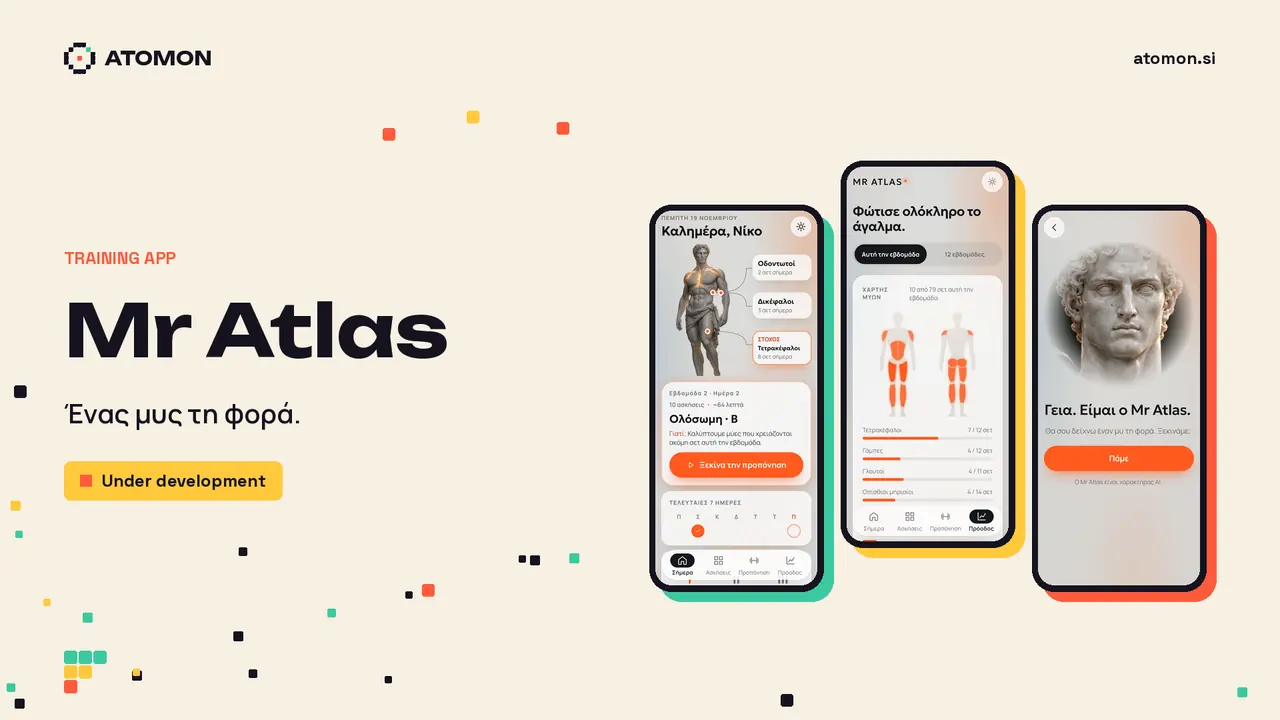 ATOMON
atomon.si
TRAINING APP
Mr Atlas
Ένας μυς τη φορά.
Under development
ΠΕΜΠΤΗ 19 ΝΟΕΜΒΡΙΟΥ
Καλημέρα, Νίκο
Οδοντωτοί
2 σετ σήμερα
Δικέφαλοι
3 σετ σήμερα
ΣΤΟΧΟΣ
Τετρακέφαλοι
8 σετ σήμερα
Εβδομάδα 2 · Ημέρα 2
10 ασκήσεις • ~64 λεπτά
Ολόσωμη · Β
Γιατί; Καλύπτουμε μύες που χρειάζονται
ακόμη σετ αυτή την εβδομάδα.
Ξεκίνα την προπόνηση
ΤΕΛΕΥΤΑΙΕΣ 7 ΗΜΕΡΕΣ
Π Σ Κ Δ Τ Τ Π
Σήμερα Ασκήσεις Προπόνηση Πρόοδος
MR ATLAS
Φώτισε ολόκληρο το
άγαλμα.
Αυτή την εβδομάδα 12 εβδομάδες
ΧΑΡΤΗΣ
ΜΥΩΝ
10 από 79 σετ αυτή την
εβδομάδα
Τετρακέφαλοι 7 / 12 σετ
Γάμπες 4 / 12 σετ
Γλουτοί 4 / 11 σετ
Οπίσθιοι μηριαίοι 4 / 14 σετ
Σήμερα Ασκήσεις Προπόνηση Πρόοδος
Γεια. Είμαι ο Mr Atlas.
Θα σου δείχνω έναν μυ τη φορά. Ξεκινάμε;
Πάμε
Ο Mr Atlas είναι χαρακτήρας AI.